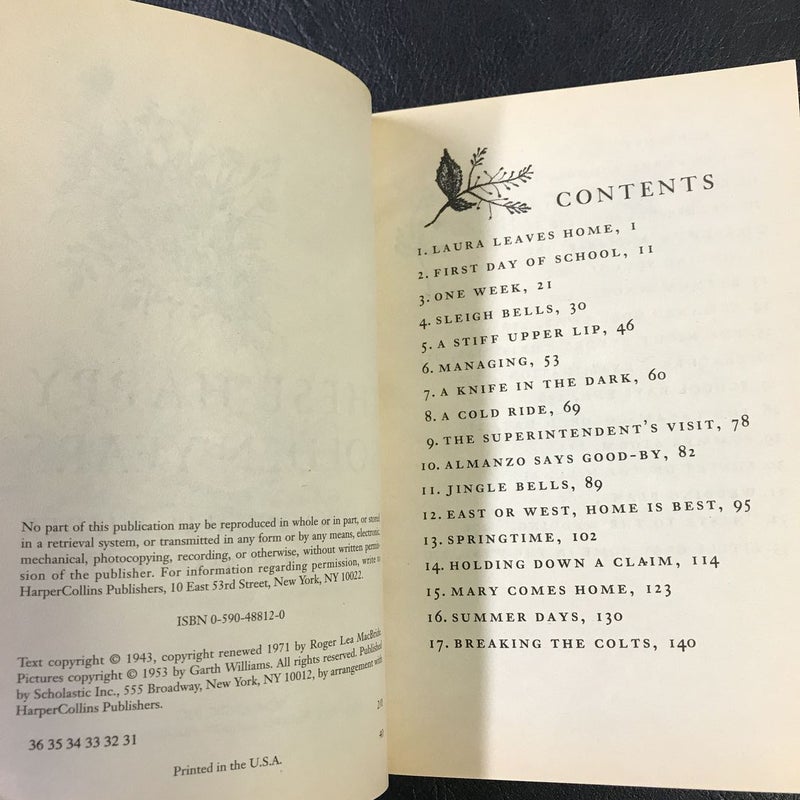 No part of this publication may be reproduced in whole or in part, or stored
in a retrieval system, or transmitted in any form or by any means, electronic,
mechanical, photocopying, recording, or otherwise, without written permis-
sion of the publisher. For information regarding permission, write to
HarperCollins Publishers, 10 East 53rd Street, New York, NY 10022.
ISBN 0-590-48812-0
Text copyright © 1943, copyright renewed 1971 by Roger Lea MacBride.
Pictures copyright © 1953 by Garth Williams. All rights reserved. Published
by Scholastic Inc., 555 Broadway, New York, NY 10012, by arrangement with
HarperCollins Publishers.
36 35 34 33 32 31
40
Printed in the U.S.A.
CONTENTS
1. LAURA LEAVES HOME, 1
2. FIRST DAY OF SCHOOL, 11
3. ONE WEEK, 21
4. SLEIGH BELLS, 30
5. A STIFF UPPER LIP, 46
6. MANAGING, 53
7. A KNIFE IN THE DARK, 60
8. A COLD RIDE, 69
9. THE SUPERINTENDENT'S VISIT, 78
10. ALMANZO SAYS GOOD-BY, 82
11. JINGLE BELLS, 89
12. EAST OR WEST, HOME IS BEST, 95
13. SPRINGTIME, 102
14. HOLDING DOWN A CLAIM, 114
15. MARY COMES HOME, 123
16. SUMMER DAYS, 130
17. BREAKING THE COLTS, 140